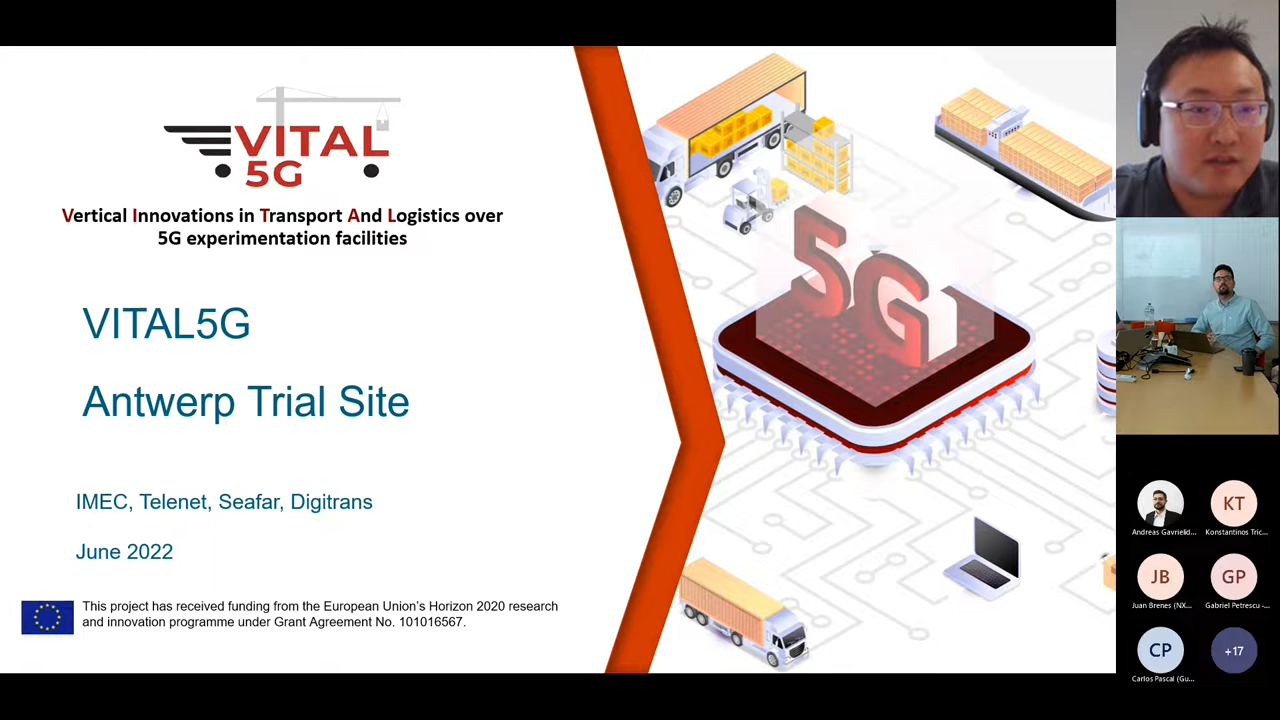 VITAL
5G
Vertical Innovations in Transport And Logistics over
5G experimentation facilities
VITAL5G
Antwerp Trial Site
IMEC, Telenet, Seafar, Digitrans
June 2022
This project has received funding from the European Union's Horizon 2020 research
and innovation programme under Grant Agreement No. 101016567.
5G
Andreas Gavrielid...
KT
Konstantinos Tric...
JB
Juan Brenes (NX...
GP
Gabriel Petrescu -...
CP
Carlos Pascal (Gu...
+17